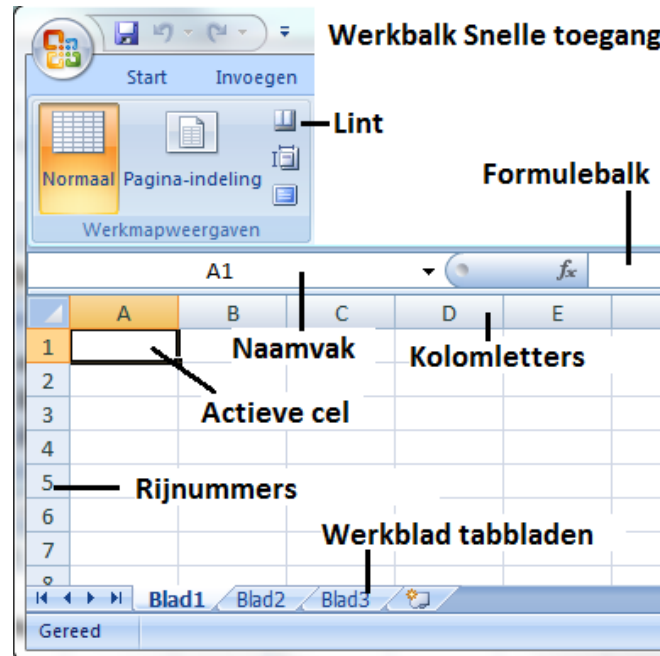 Werkbalk Snelle toegang
Start Invoegen
Lint
Normaal Pagina-indeling
Formulebalk
Werkmapweergaven
A1 fx
A B C D E
1 Naamvak Kolomletters
2
3 Actieve cel
4
5 Rijnummers
6
7 Werkblad tabbladen
8
Blad1 Blad2 Blad3
Gereed